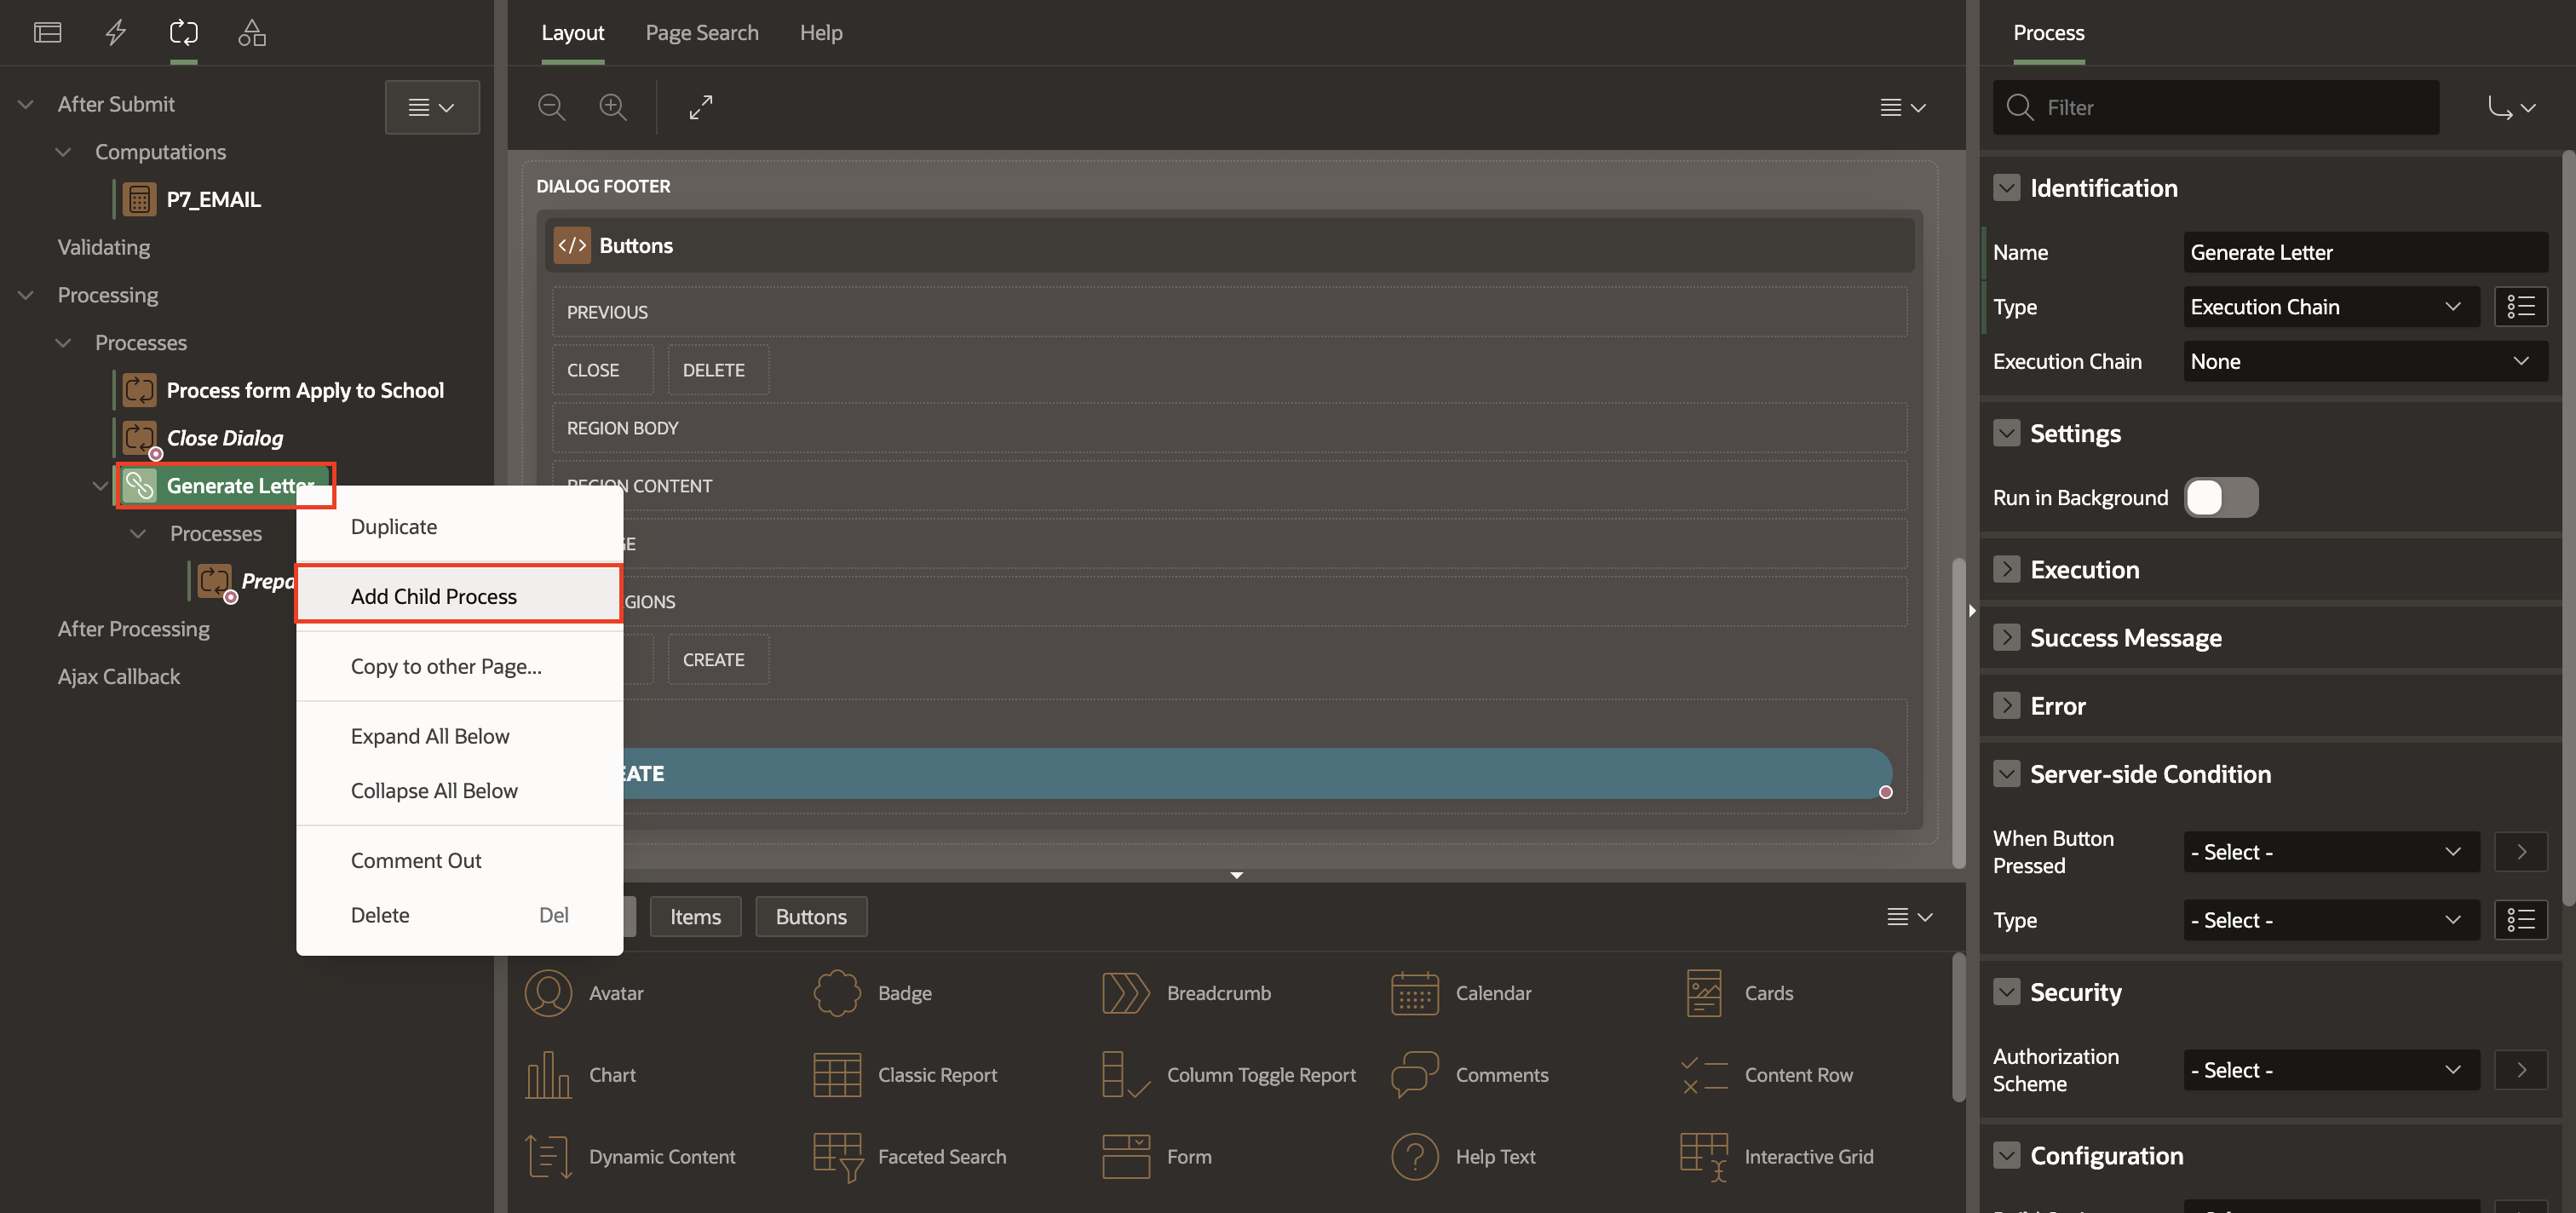 After Submit
Computations
P7_EMAIL
Validating
Processing
Processes
Process form Apply to School
Close Dialog
Generate Letter
Processes
Prepa
After Processing
Ajax Callback
Duplicate
Add Child Process
Copy to other Page...
Expand All Below
Collapse All Below
Comment Out
Delete Del
Layout Page Search Help
DIALOG FOOTER
Buttons
PREVIOUS
CLOSE DELETE
REGION BODY
REGION CONTENT
GE
GIONS
CREATE
EATE
Items Buttons
Avatar Badge Breadcrumb Calendar Cards
Chart Classic Report Column Toggle Report Comments Content Row
Dynamic Content Faceted Search Form Help Text Interactive Grid
Process
Filter
Identification
Name Generate Letter
Type Execution Chain
Execution Chain None
Settings
Run in Background
Execution
Success Message
Error
Server-side Condition
When Button
Pressed - Select -
Type - Select -
Security
Authorization
Scheme - Select -
Configuration